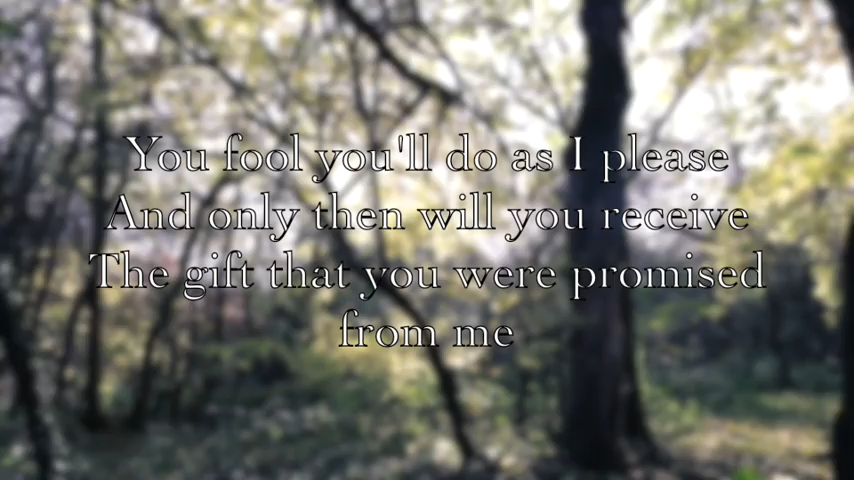 You fool you'll do as I please
And only then will you receive
The gift that you were promised
from me